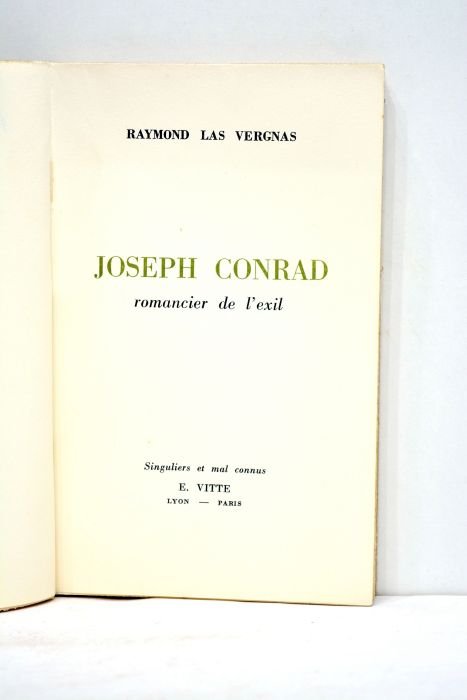 RAYMOND LAS VERGNAS
JOSEPH CONRAD
romancier de l'exil
Singuliers et mal connus
E. VITTE
LYON — PARIS